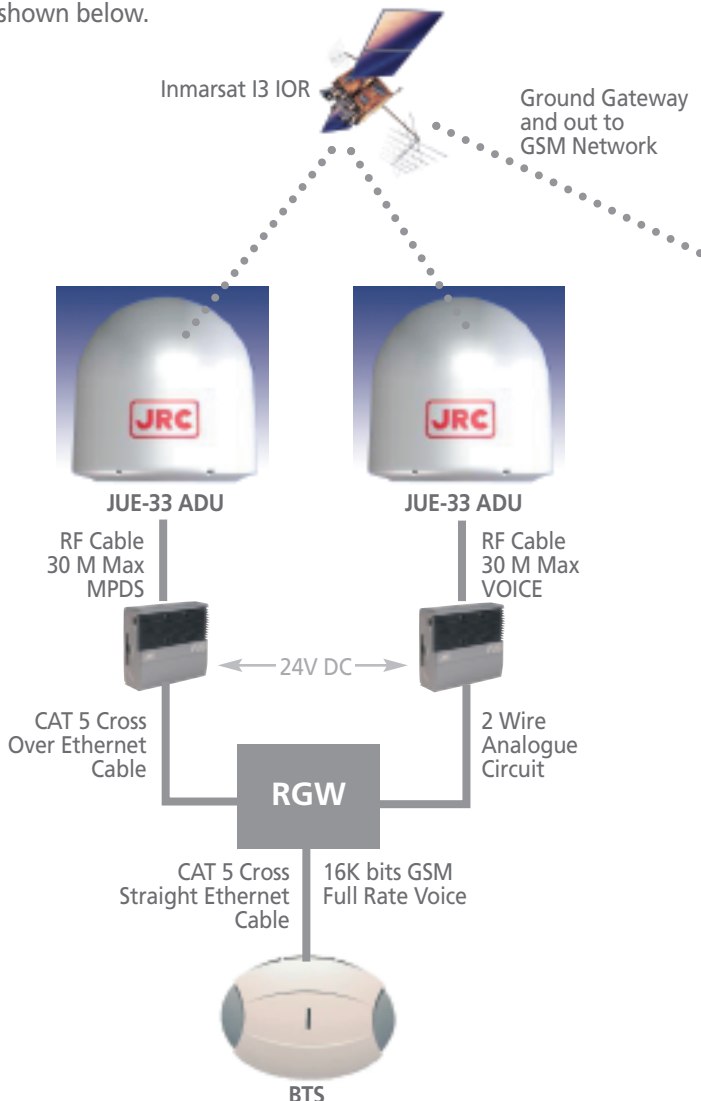 shown below.
Inmarsat I3 IOR
Ground Gateway
and out to
GSM Network
JRC
JRC
JUE-33 ADU
JUE-33 ADU
RF Cable
30 M Max
MPDS
RF Cable
30 M Max
VOICE
24V DC
CAT 5 Cross
Over Ethernet
Cable
2 Wire
Analogue
Circuit
RGW
CAT 5 Cross
Straight Ethernet
Cable
16K bits GSM
Full Rate Voice
BTS